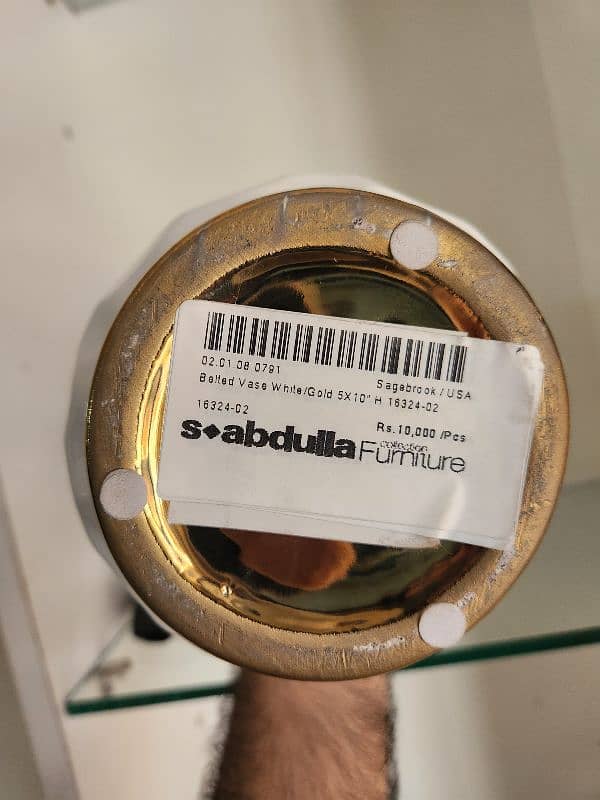 02.01.08.0791 Sagebrook / USA
Belted Vase White/Gold 5X10" H 16324-02
16324-02 Rs.10,000 /Pcs
s◆abdulla collection Furniture